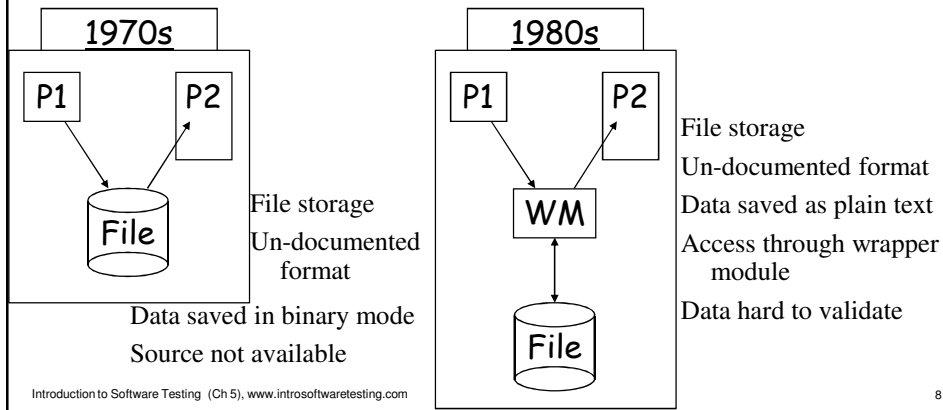 1970s
P1
P2
File
File storage
Un-documented
format
Data saved in binary mode
Source not available
1980s
P1
P2
WM
File
File storage
Un-documented format
Data saved as plain text
Access through wrapper
module
Data hard to validate
Introduction to Software Testing (Ch 5), www.introsoftwaretesting.com
8